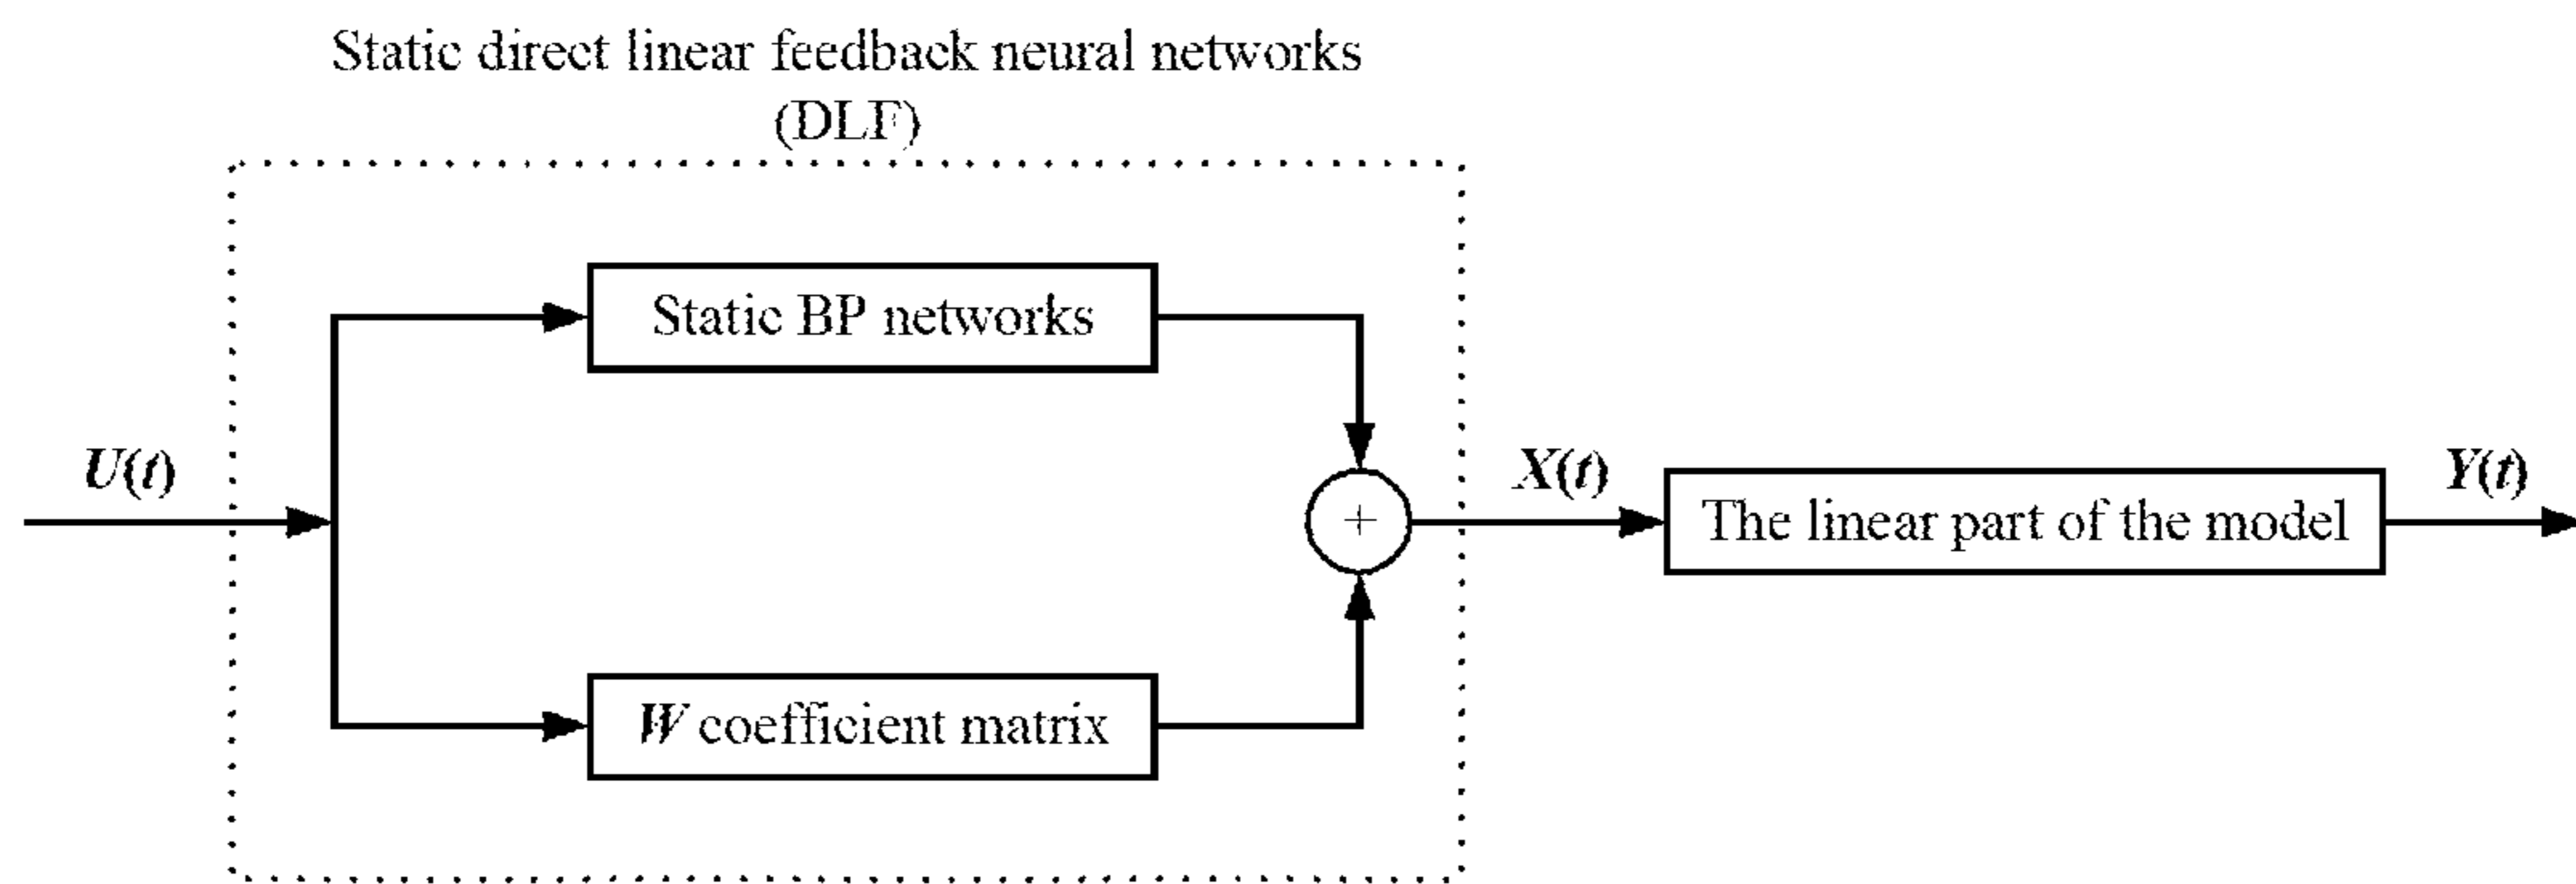 Static direct linear feedback neural networks
(DLF)
Static BP networks
U(t)
+
X(t)
The linear part of the model
Y(t)
W coefficient matrix